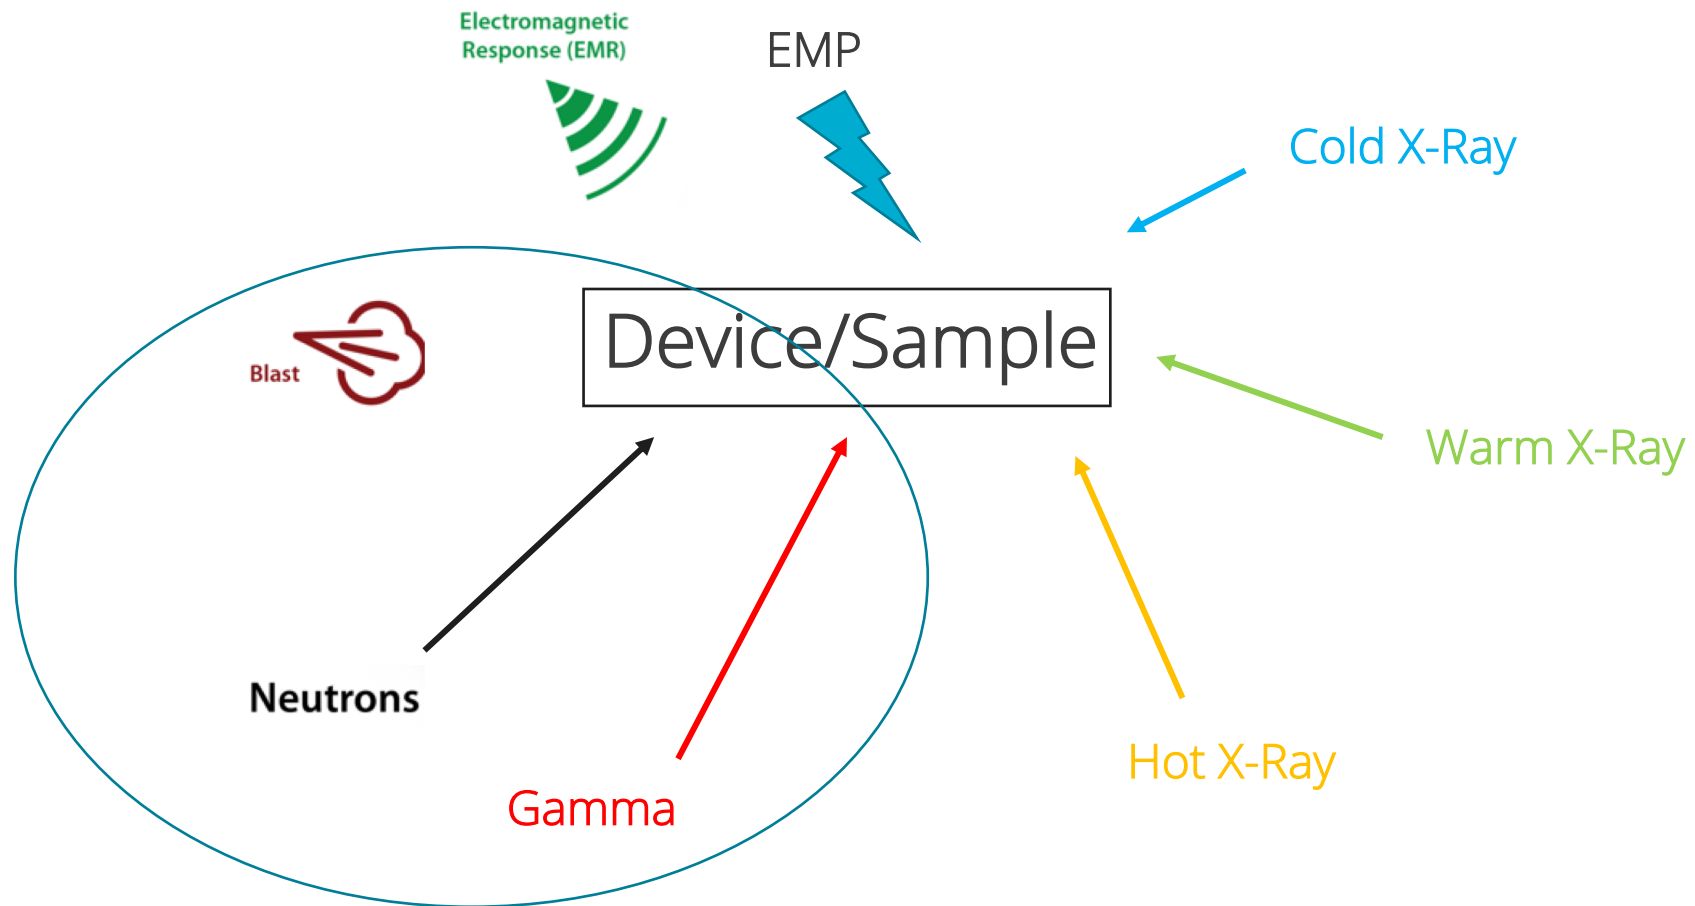 Electromagnetic
Response (EMR)
EMP
Cold X-Ray
Device/Sample
Blast
Warm X-Ray
Neutrons
Hot X-Ray
Gamma